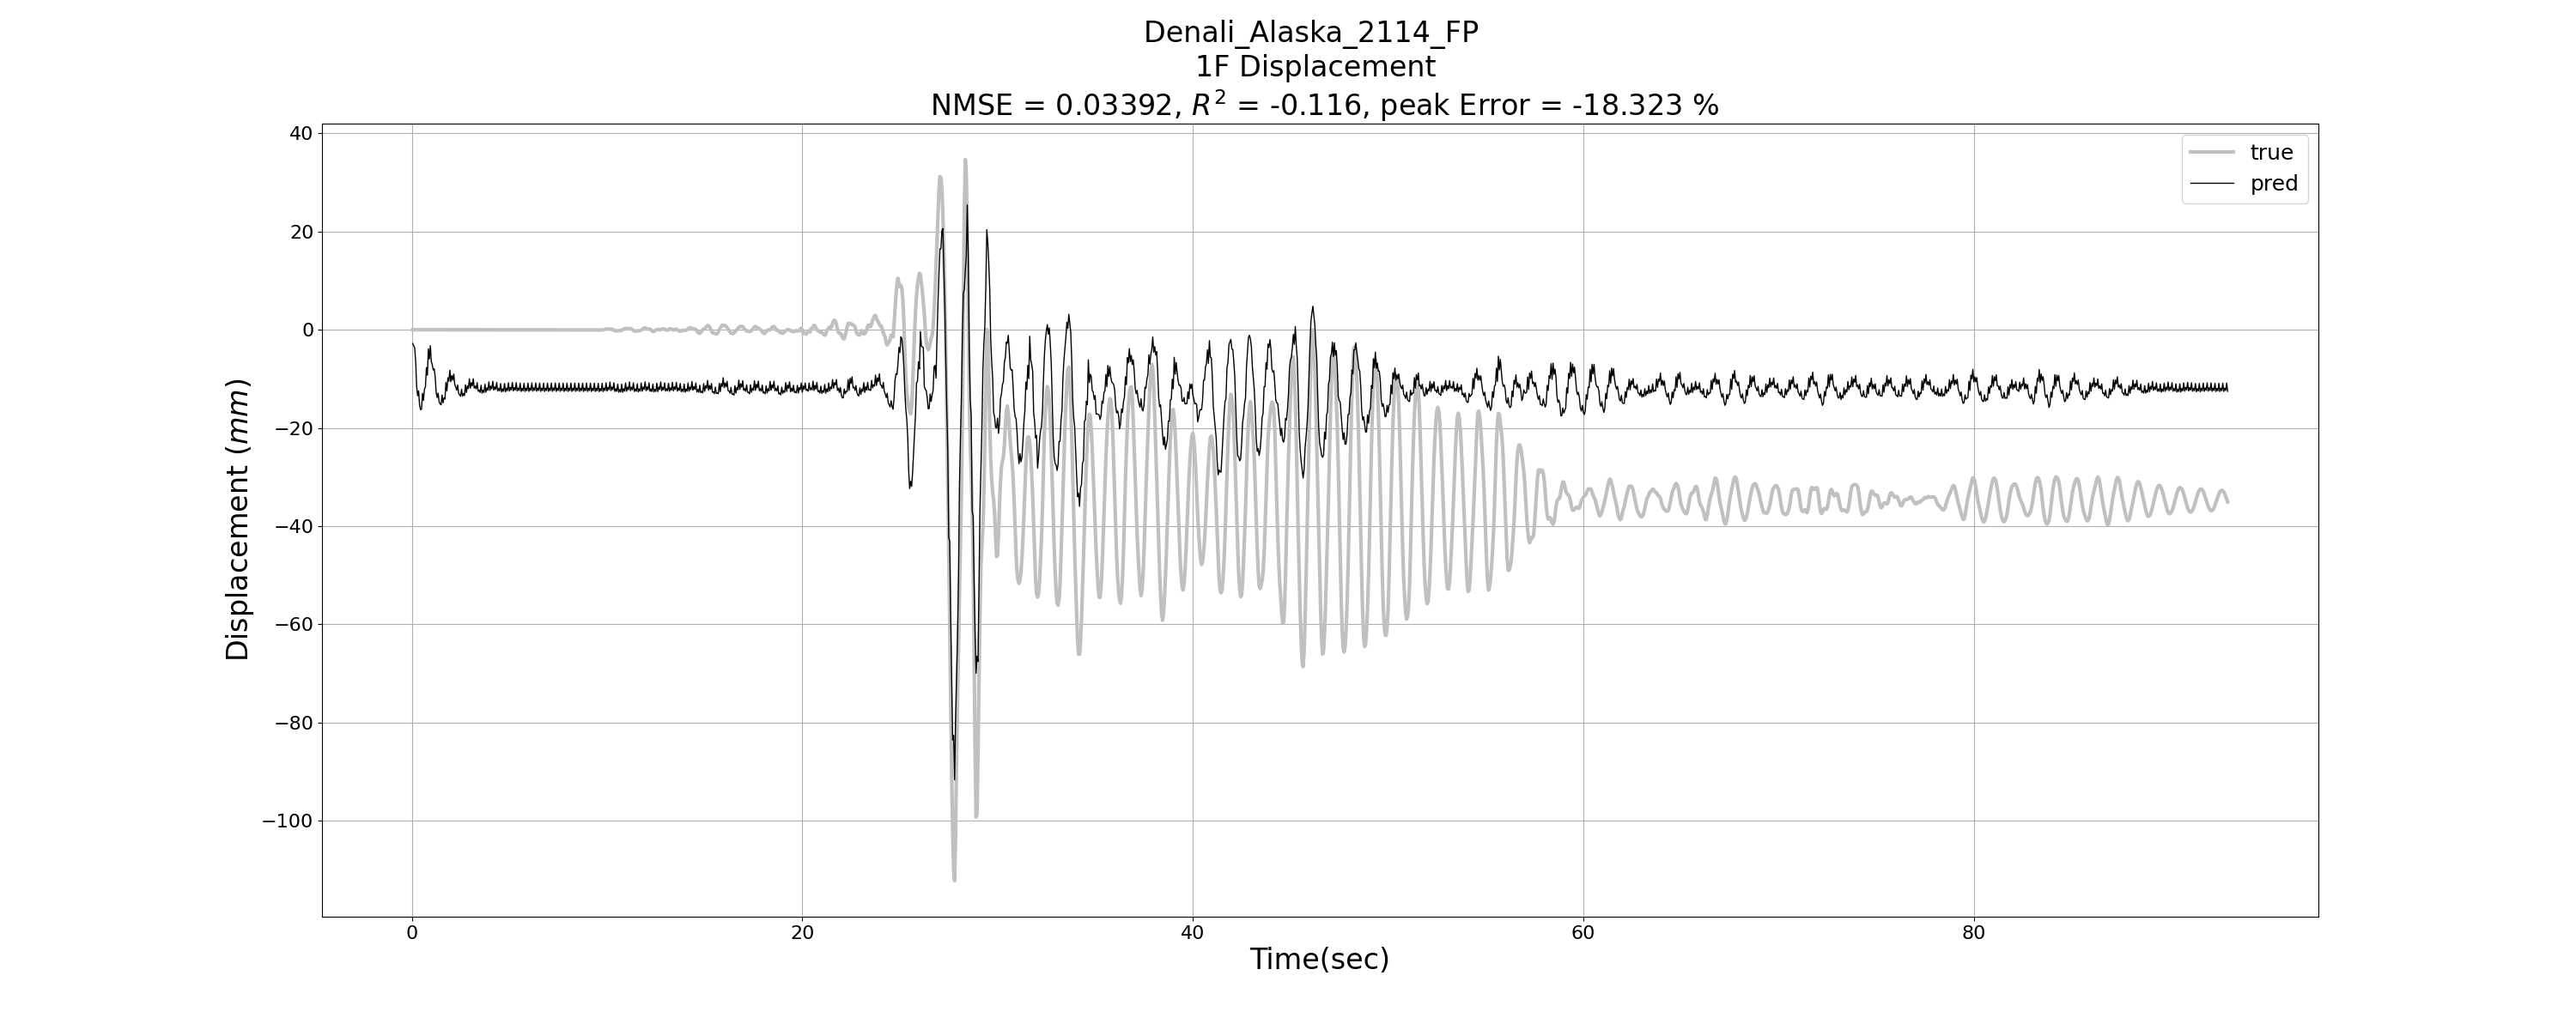 Denali_Alaska_2114_FP
1F Displacement
NMSE = 0.03392, R² = -0.116, peak Error = -18.323 %
40
20
0
−20
−40
−60
−80
−100
Displacement (mm)
true
pred
0 20 40 60 80
Time(sec)